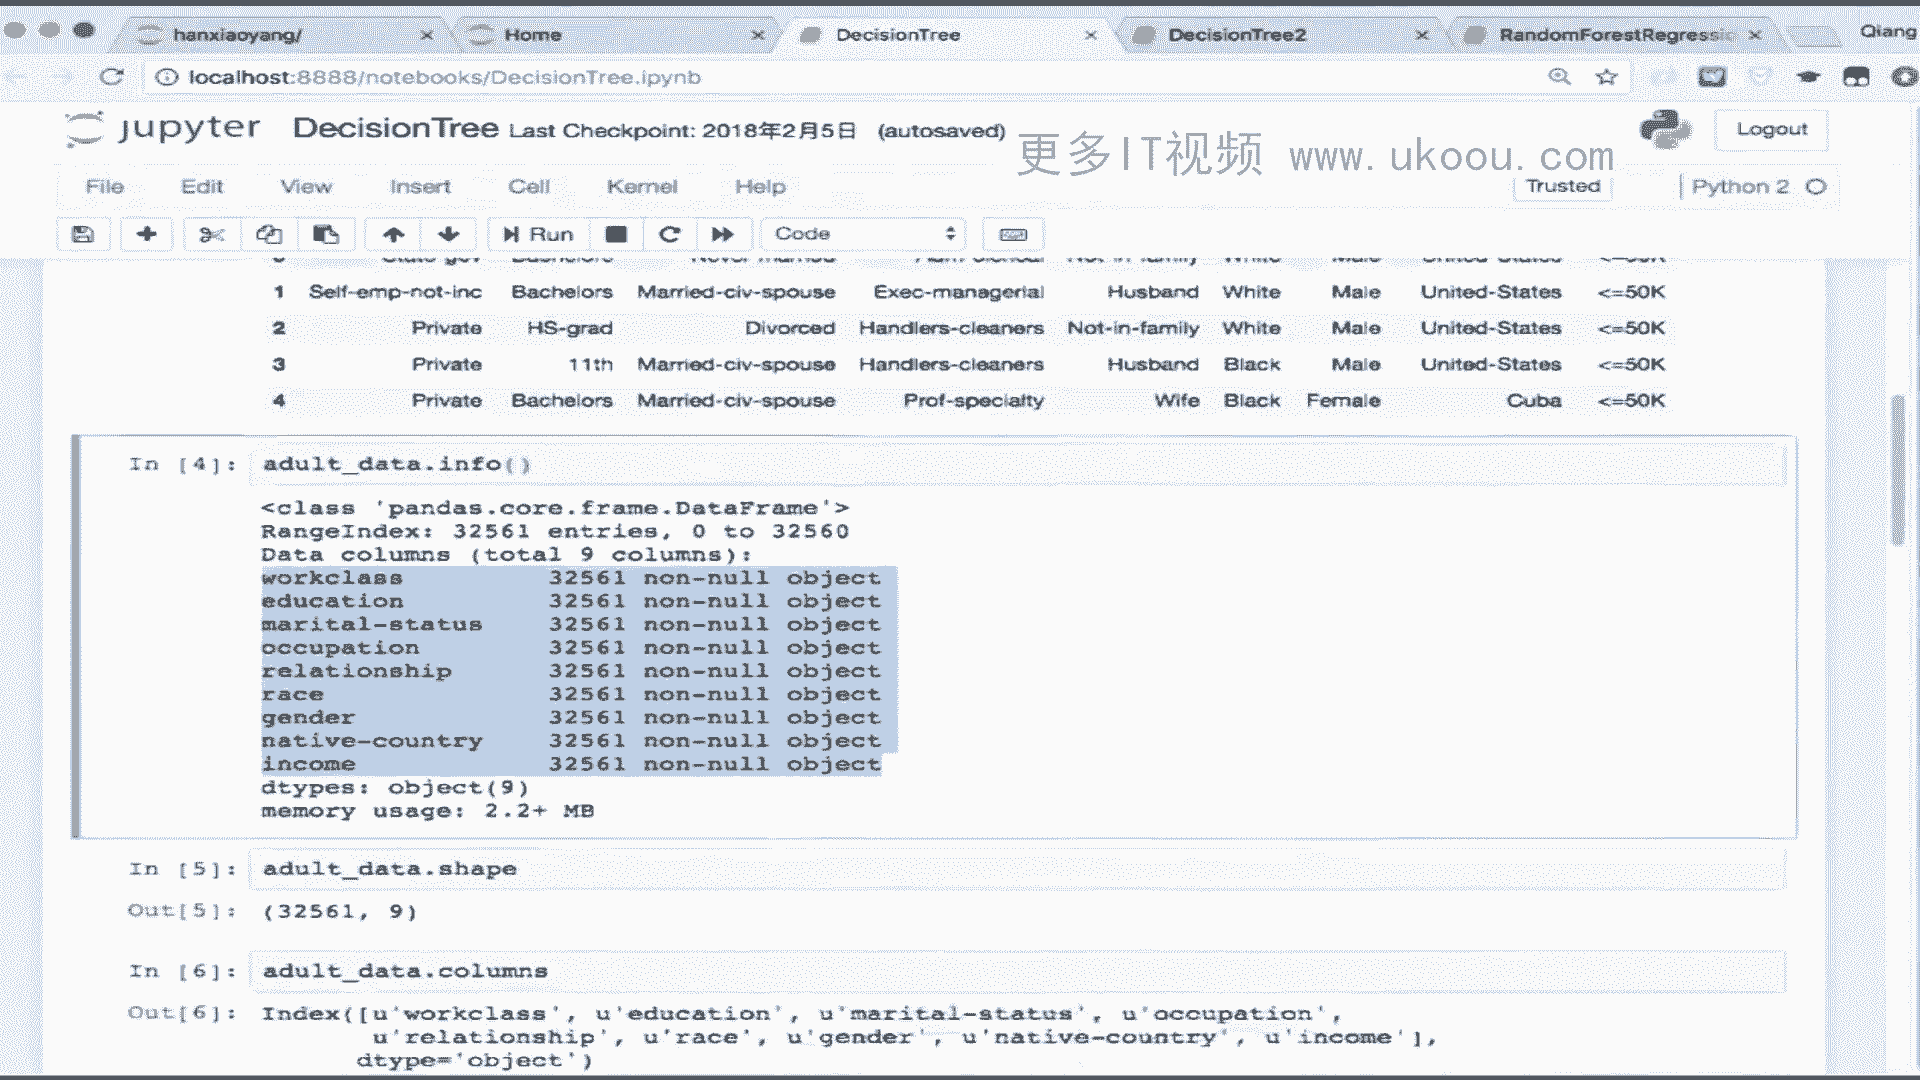 hanxiaoyang/ Home DecisionTree DecisionTree2 RandomForestRegressio Qiang
localhost:8888/notebooks/DecisionTree.ipynb
jupyter DecisionTree Last Checkpoint: 2018年2月5日 (autosaved) Logout
更多IT视频 www.ukoou.com
File Edit View Insert Cell Kernel Help Trusted Python 2
Run Code
1 Self-emp-not-inc Bachelors Married-civ-spouse Exec-managerial Husband White Male United-States <=50K
2 Private HS-grad Divorced Handlers-cleaners Not-in-family White Male United-States <=50K
3 Private 11th Married-civ-spouse Handlers-cleaners Husband Black Male United-States <=50K
4 Private Bachelors Married-civ-spouse Prof-specialty Wife Black Female Cuba <=50K
In [4]: adult_data.info()
<class 'pandas.core.frame.DataFrame'>
RangeIndex: 32561 entries, 0 to 32560
Data columns (total 9 columns):
workclass 32561 non-null object
education 32561 non-null object
marital-status 32561 non-null object
occupation 32561 non-null object
relationship 32561 non-null object
race 32561 non-null object
gender 32561 non-null object
native-country 32561 non-null object
income 32561 non-null object
dtypes: object(9)
memory usage: 2.2+ MB
In [5]: adult_data.shape
Out[5]: (32561, 9)
In [6]: adult_data.columns
Out[6]: Index([u'workclass', u'education', u'marital-status', u'occupation',
u'relationship', u'race', u'gender', u'native-country', u'income'],
dtype='object')